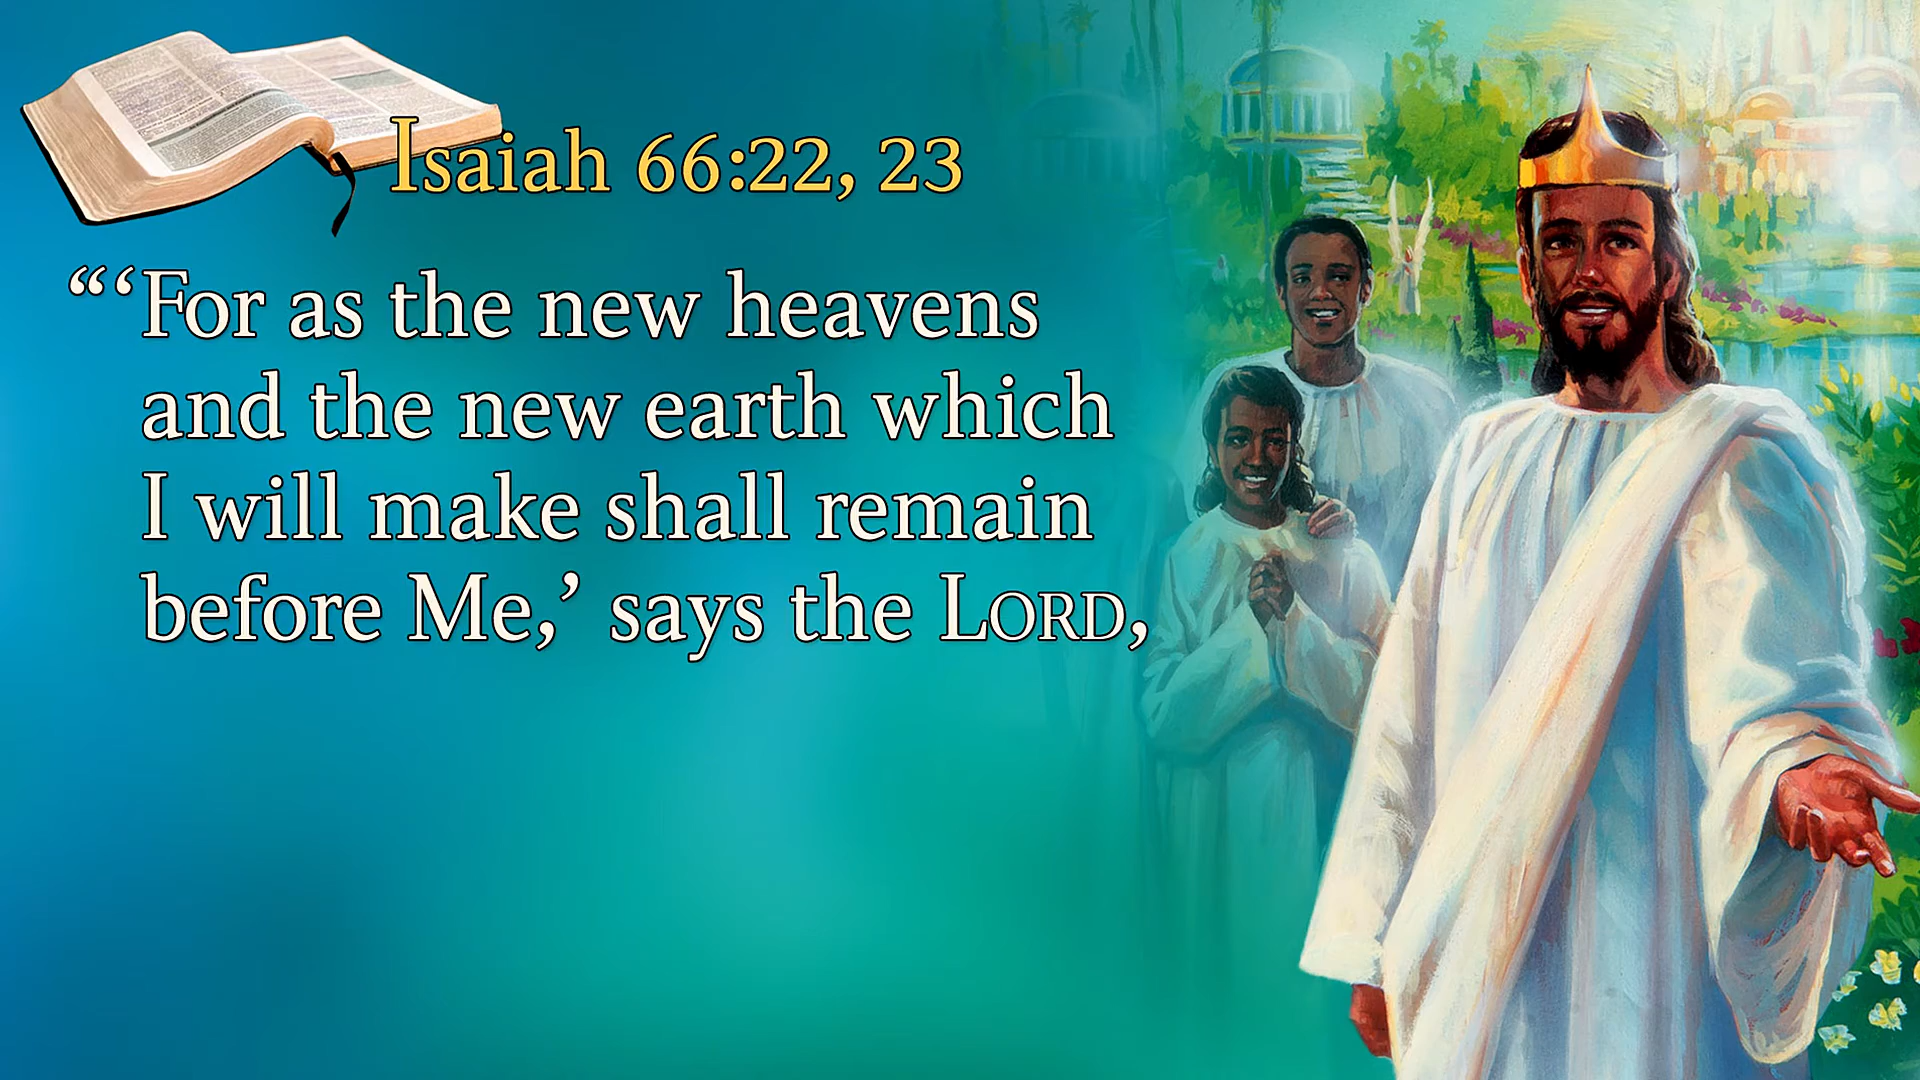 Isaiah 66:22, 23
“‘For as the new heavens
and the new earth which
I will make shall remain
before Me,’ says the LORD,